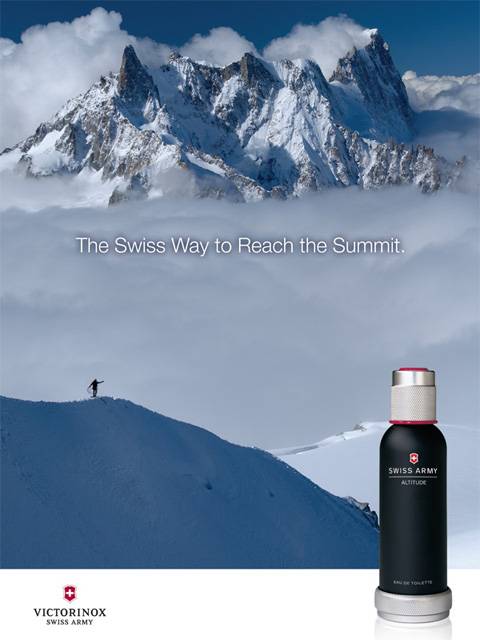 The Swiss Way to Reach the Summit.
SWISS ARMY
ALTITUDE
EAU DE TOILETTE
VICTORINOX
SWISS ARMY